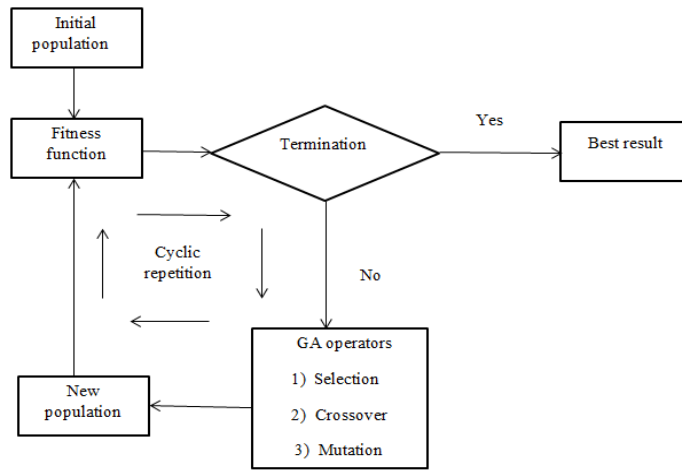 Initial
population
Fitness
function
Termination
Yes
Best result
Cyclic
repetition
No
GA operators
1) Selection
2) Crossover
3) Mutation
New
population